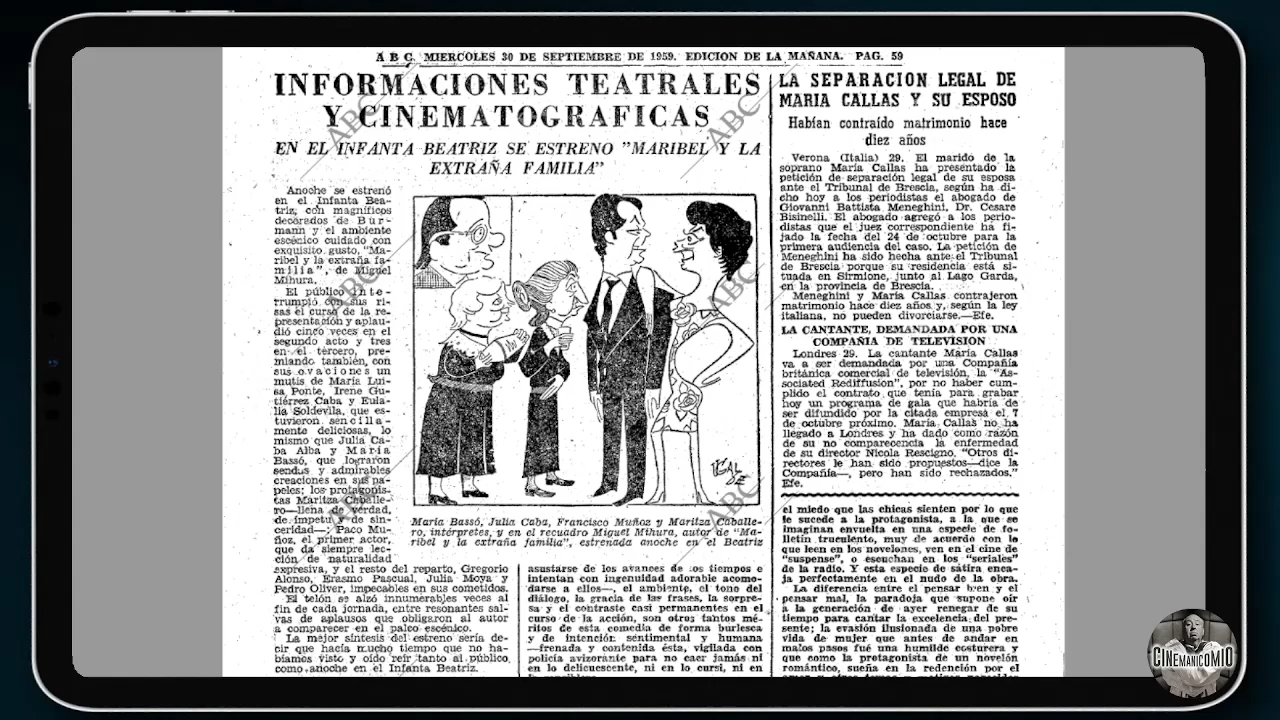 A B C. MIERCOLES 30 DE SEPTIEMBRE DE 1959. EDICION DE LA MAÑANA. PAG. 59
INFORMACIONES TEATRALES
Y CINEMATOGRAFICAS
EN EL INFANTA BEATRIZ SE ESTRENO "MARIBEL Y LA
EXTRAÑA FAMILIA"
Anoche se estrenó
en el Infanta Bea-
triz, con magníficos
decorados de Bur-
mann y el ambiente
escénico cuidado con
exquisito gusto, "Ma-
ribel y la extraña fa-
milia", de Miguel
Mihura.
El público inte-
rrumpió con sus ri-
sas el curso de la re-
presentación y aplau-
dió cinco veces en el
segundo acto y tres
en el tercero, pre-
miando también, con
sus ovaciones un
mutis de María Lui-
sa Ponte, Irene Gu-
tiérrez Caba y Eula-
lia Soldevila, que es-
tuvieron sencilla-
mente deliciosas, lo
mismo que Julia Ca-
ba Alba y María
Bassó, que lograron
sendas y admirables
creaciones en sus pa-
peles; los protagonis-
tas Maritza Caballe-
ro—llena de verdad,
de ímpetu y de sin-
ceridad—; Paco Mu-
ñoz, el primer actor,
que da siempre lec-
ción de naturalidad
expresiva, y el resto del reparto, Gregorio
Alonso, Erasmo Pascual, Julia Moya y
Pedro Oliver, impecables en sus cometidos.
El telón se alzó innumerables veces al
fin de cada jornada, entre resonantes sal-
vas de aplausos que obligaron al autor
a comparecer en el palco escénico.
La mejor síntesis del estreno sería de-
cir que hacía mucho tiempo que no ha-
bíamos visto y oído reír tanto al público
como anoche en el Infanta Beatriz.
UGALDE
María Bassó, Julia Caba, Francisco Muñoz y Maritza Caballe-
ro, intérpretes, y en el recuadro Miguel Mihura, autor de "Ma-
ribel y la extraña familia", estrenada anoche en el Beatriz
asustarse de los avances de los tiempos e
intentan con ingenuidad adorable acomo-
darse a ellos—, el ambiente, el tono del
diálogo, la gracia de las frases, la sorpre-
sa y el contraste casi permanentes en el
curso de la acción, son otros tantos mé-
ritos de esta comedia de forma burlesca
y de intención sentimental y humana
—frenada y contenida ésta, vigilada con
policía avizorante para no caer jamás ni
en lo delicuescente, ni en lo cursi, ni en
LA SEPARACION LEGAL DE
MARIA CALLAS Y SU ESPOSO
Habían contraído matrimonio hace
diez años
Verona (Italia) 29. El marido de la
soprano María Callas ha presentado la
petición de separación legal de su esposa
ante el Tribunal de Brescia, según ha di-
cho hoy a los periodistas el abogado de
Giovanni Battista Meneghini, Dr. Cesare
Bisinelli. El abogado agregó a los perio-
distas que el juez correspondiente ha fi-
jado la fecha del 24 de octubre para la
primera audiencia del caso. La petición de
Meneghini ha sido hecha ante el Tribunal
de Brescia porque su residencia está si-
tuada en Sirmione, junto al Lago Garda,
en la provincia de Brescia.
Meneghini y María Callas contrajeron
matrimonio hace diez años y, según la ley
italiana, no pueden divorciarse.—Efe.
LA CANTANTE, DEMANDADA POR UNA
COMPAÑIA DE TELEVISION
Londres 29. La cantante María Callas
va a ser demandada por una Compañía
británica comercial de televisión, la "As-
sociated Rediffusion", por no haber cum-
plido el contrato que tenía para grabar
hoy un programa de gala que habría de
ser difundido por la citada empresa el 7
de octubre próximo. María Callas no ha
llegado a Londres y ha dado como razón
de su no comparecencia la enfermedad
de su director Nicola Rescigno. "Otros di-
rectores le han sido propuestos—dice la
Compañía—, pero han sido rechazados."
Efe.
el miedo que las chicas sienten por lo que
le sucede a la protagonista, a la que se
imaginan envuelta en una especie de fo-
lletín truculento, muy de acuerdo con lo
que leen en los novelones, ven en el cine de
"suspense", o escuchan en los "seriales"
de la radio. Y esta especie de sátira enca-
ja perfectamente en el nudo de la obra.
La diferencia entre el pensar bien y el
pensar mal, la paradoja que supone oír
a la generación de ayer renegar de su
tiempo para cantar la excelencia del pre-
sente; la evasión ilusionada de una pobre
vida de mujer que antes de andar en
malos pasos fué una humilde costurera y
que como la protagonista de un novelón
romántico, sueña en la redención por el
CINEMANICOMIO